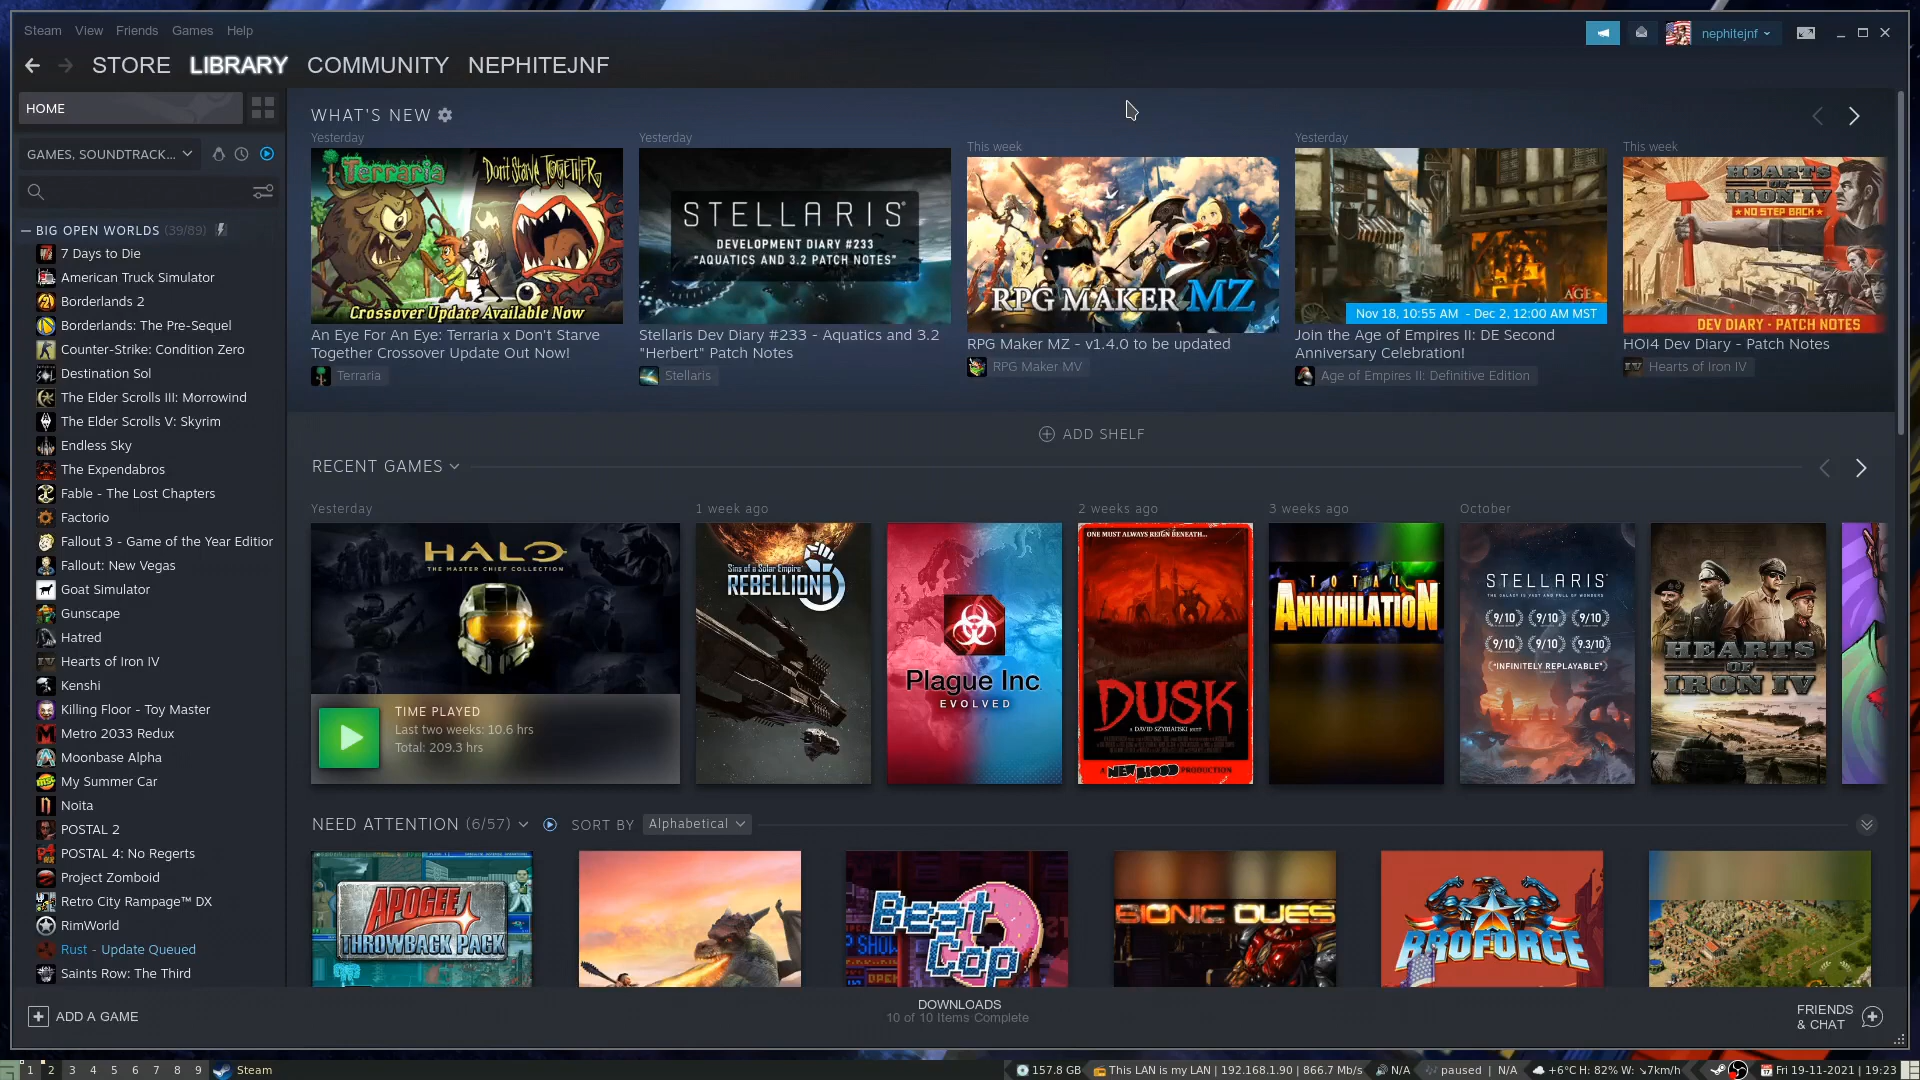 Steam View Friends Games Help
nephitejnf
STORE LIBRARY COMMUNITY NEPHITEJNF
HOME
GAMES, SOUNDTRACK...
BIG OPEN WORLDS (39/89)
7 Days to Die
American Truck Simulator
Borderlands 2
Borderlands: The Pre-Sequel
Counter-Strike: Condition Zero
Destination Sol
The Elder Scrolls III: Morrowind
The Elder Scrolls V: Skyrim
Endless Sky
The Expendabros
Fable - The Lost Chapters
Factorio
Fallout 3 - Game of the Year Edition
Fallout: New Vegas
Goat Simulator
Gunscape
Hatred
Hearts of Iron IV
Kenshi
Killing Floor - Toy Master
Metro 2033 Redux
Moonbase Alpha
My Summer Car
Noita
POSTAL 2
POSTAL 4: No Regerts
Project Zomboid
Retro City Rampage™ DX
RimWorld
Rust - Update Queued
Saints Row: The Third
WHAT'S NEW
Yesterday
Terraria
Don't Starve Together
Crossover Update Available Now!
An Eye For An Eye: Terraria x Don't Starve
Together Crossover Update Out Now!
Terraria
Yesterday
STELLARIS
DEVELOPMENT DIARY #233
"AQUATICS AND 3.2 PATCH NOTES"
Stellaris Dev Diary #233 - Aquatics and 3.2
"Herbert" Patch Notes
Stellaris
This week
RPG MAKER MZ
RPG Maker MZ - v1.4.0 to be updated
RPG Maker MV
Yesterday
AGE
Nov 18, 10:55 AM - Dec 2, 12:00 AM MST
Join the Age of Empires II: DE Second
Anniversary Celebration!
Age of Empires II: Definitive Edition
This week
HEARTS
OF
IRON IV
NO STEP BACK
DEV DIARY - PATCH NOTES
HOI4 Dev Diary - Patch Notes
Hearts of Iron IV
ADD SHELF
RECENT GAMES
Yesterday
HALO
THE MASTER CHIEF COLLECTION
TIME PLAYED
Last two weeks: 10.6 hrs
Total: 209.3 hrs
1 week ago
Sins of a Solar Empire
REBELLION
Plague Inc
EVOLVED
2 weeks ago
ONE MUST ALWAYS REIGN BENEATH...
DUSK
A DAVID SZYMANSKI
A NEW BLOOD PRODUCTION
3 weeks ago
TOTAL
ANNIHILATION
October
STELLARIS
THE GALAXY IS VAST AND FULL OF WONDERS
9/10 9/10 9/10
9/10 9/10 9.3/10
"INFINITELY REPLAYABLE"
HEARTS
OF
IRON IV
NEED ATTENTION (6/57) SORT BY Alphabetical
APOGEE
THROWBACK PACK
Beat
Cop
BIONIC DUES
BROFORCE
ADD A GAME
DOWNLOADS
10 of 10 Items Complete
FRIENDS
& CHAT
1 2 3 4 5 6 7 8 9 Steam
157.8 GB This LAN is my LAN | 192.168.1.90 | 866.7 Mb/s N/A paused | N/A +6°C H: 82% W: ↘7km/h Fri 19-11-2021 | 19:23